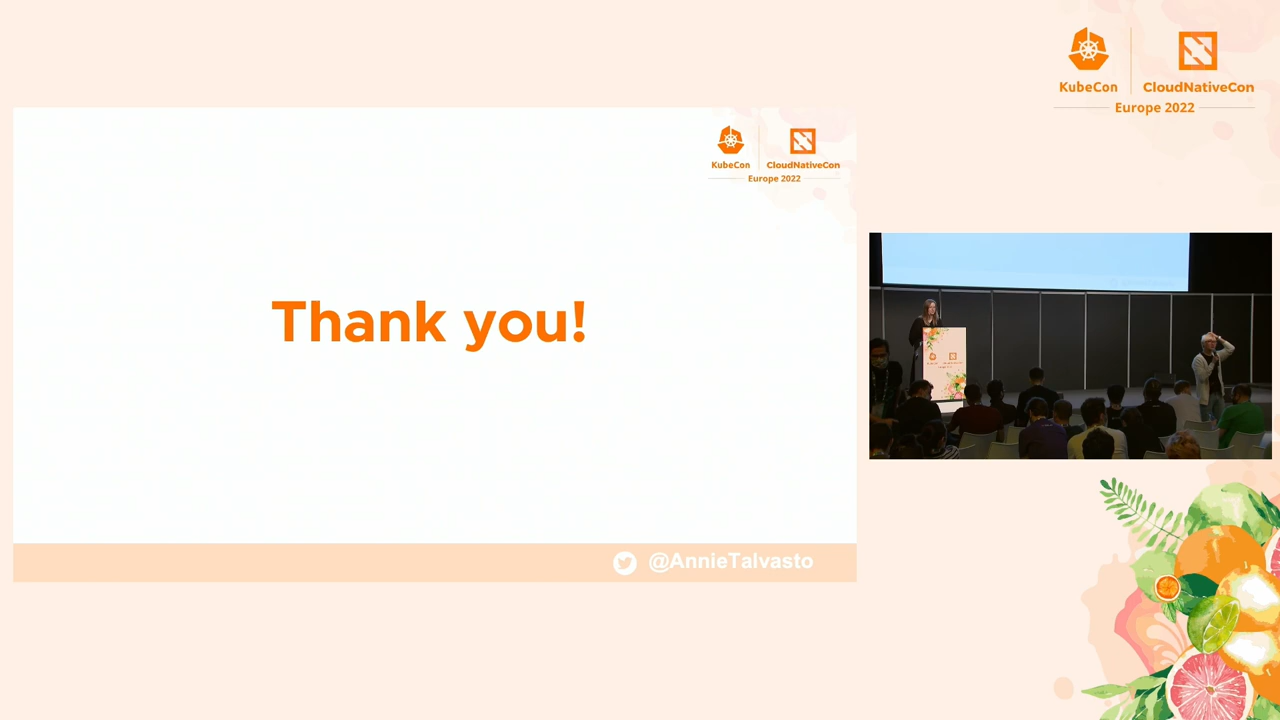 KubeCon
CloudNativeCon
Europe 2022
KubeCon
CloudNativeCon
Europe 2022
Thank you!
@AnnieTalvasto